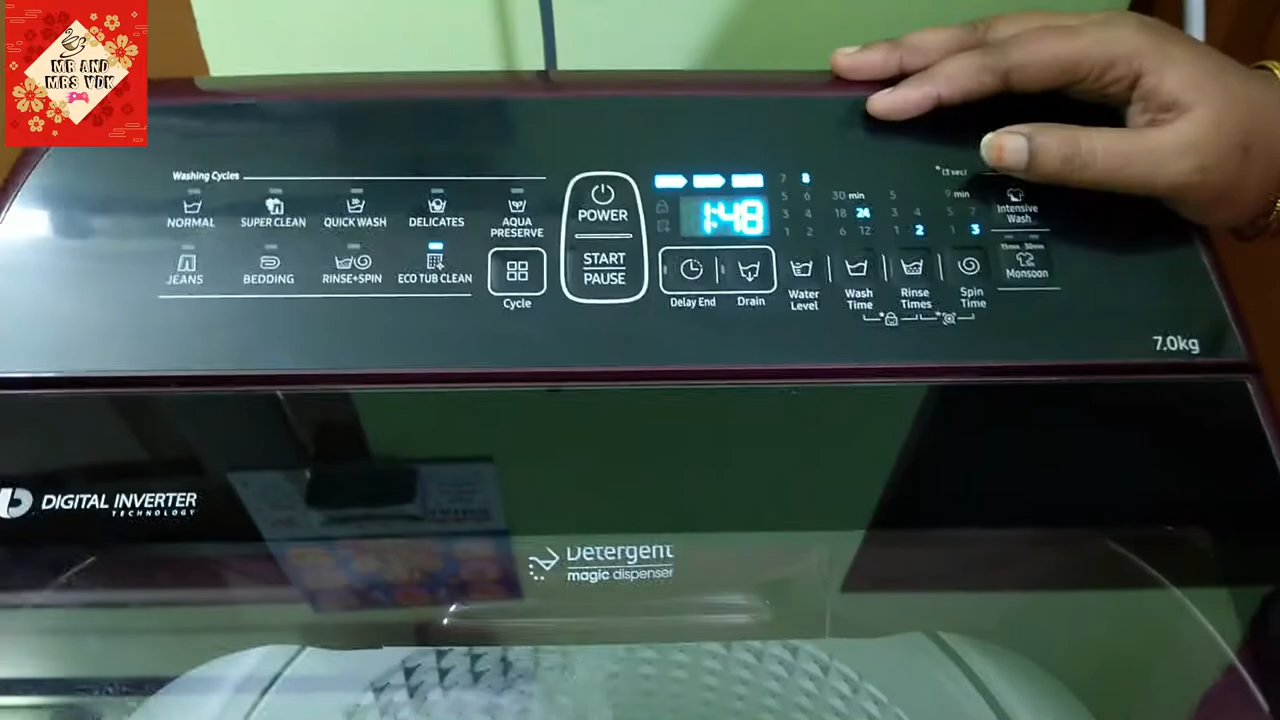 MR AND
MRS VDK
Washing Cycles
NORMAL
SUPER CLEAN
QUICK WASH
DELICATES
AQUA
PRESERVE
JEANS
BEDDING
RINSE+SPIN
ECO TUB CLEAN
Cycle
POWER
START
PAUSE
1:48
Delay End
Drain
7 8
5 6
3 4
1 2
Water
Level
30 min
18 24
6 12
Wash
Time
5
3 4
1 2
Rinse
Times
9 min
5 7
1 3
Spin
Time
Intensive
Wash
Monsoon
7.0kg
DIGITAL INVERTER
TECHNOLOGY
Detergent
magic dispenser